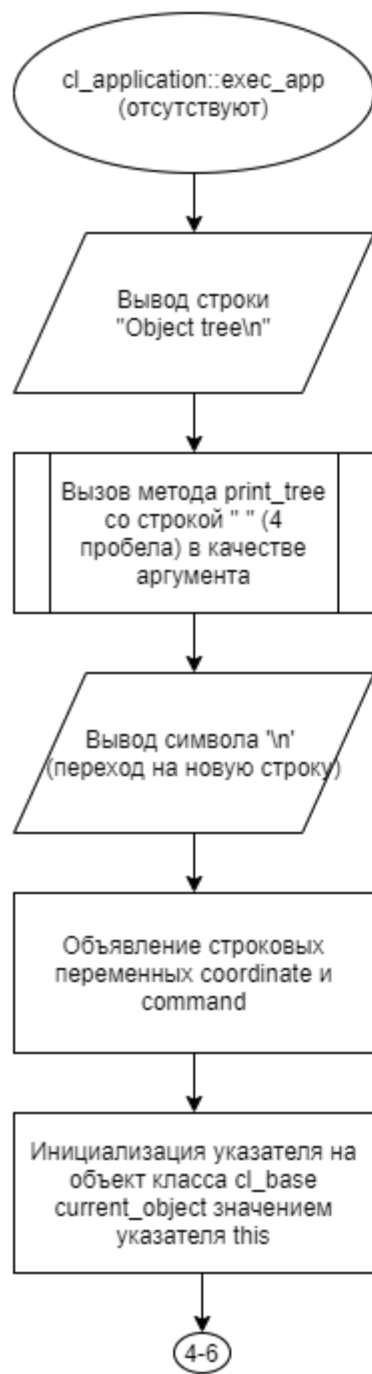 cl_application::exec_app
(отсутствуют)
Вывод строки
"Object tree\n"
Вызов метода print_tree
со строкой " " (4
пробела) в качестве
аргумента
Вывод символа '\n'
(переход на новую строку)
Объявление строковых
переменных coordinate и
command
Инициализация указателя на
объект класса cl_base
current_object значением
указателя this
4-6